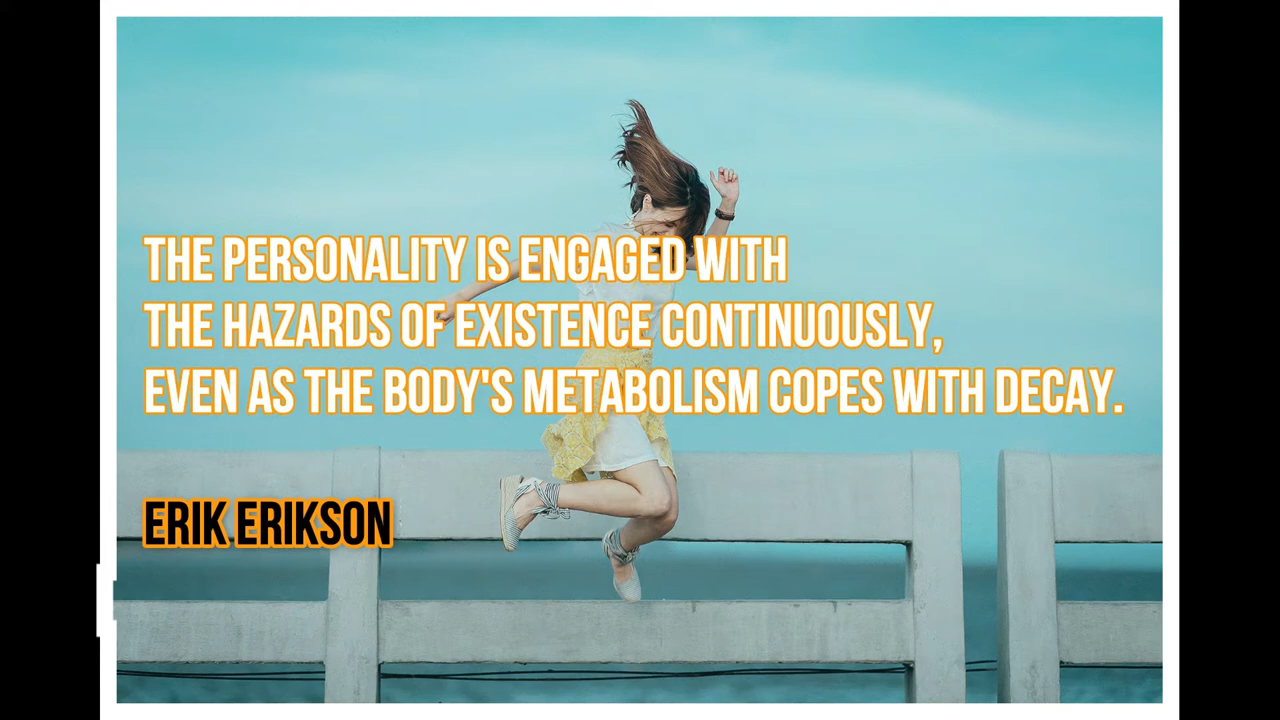 THE PERSONALITY IS ENGAGED WITH
THE HAZARDS OF EXISTENCE CONTINUOUSLY,
EVEN AS THE BODY'S METABOLISM COPES WITH DECAY.
ERIK ERIKSON